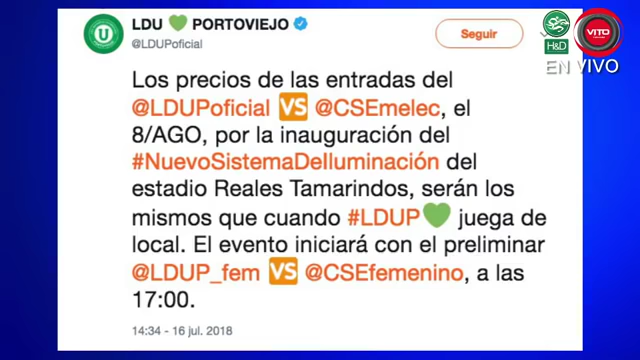 LDU 💚 PORTOVIEJO
@LDUPoficial
Seguir
H&D
VITO
EN VIVO
Los precios de las entradas del
@LDUPoficial 🆚 @CSEmelec, el
8/AGO, por la inauguración del
#NuevoSistemaDeIluminación del
estadio Reales Tamarindos, serán los
mismos que cuando #LDUP💚 juega de
local. El evento iniciará con el preliminar
@LDUP_fem 🆚 @CSEfemenino, a las
17:00.
14:34 - 16 jul. 2018